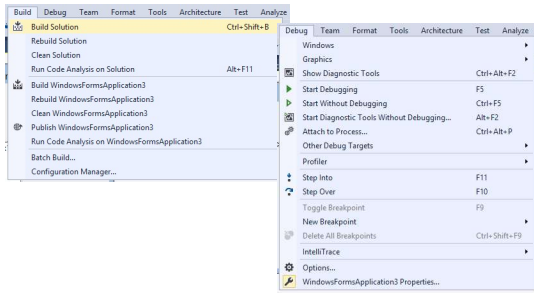 Build Debug Team Format Tools Architecture Test Analyze
Build Solution Ctrl+Shift+B
Rebuild Solution
Clean Solution
Run Code Analysis on Solution Alt+F11
Build WindowsFormsApplication3
Rebuild WindowsFormsApplication3
Clean WindowsFormsApplication3
Publish WindowsFormsApplication3
Run Code Analysis on WindowsFormsApplication3
Batch Build...
Configuration Manager...
Debug Team Format Tools Architecture Test Analyze
Windows
Graphics
Show Diagnostic Tools Ctrl+Alt+F2
Start Debugging F5
Start Without Debugging Ctrl+F5
Start Diagnostic Tools Without Debugging... Alt+F2
Attach to Process... Ctrl+Alt+P
Other Debug Targets
Profiler
Step Into F11
Step Over F10
Toggle Breakpoint F9
New Breakpoint
Delete All Breakpoints Ctrl+Shift+F9
IntelliTrace
Options...
WindowsFormsApplication3 Properties...